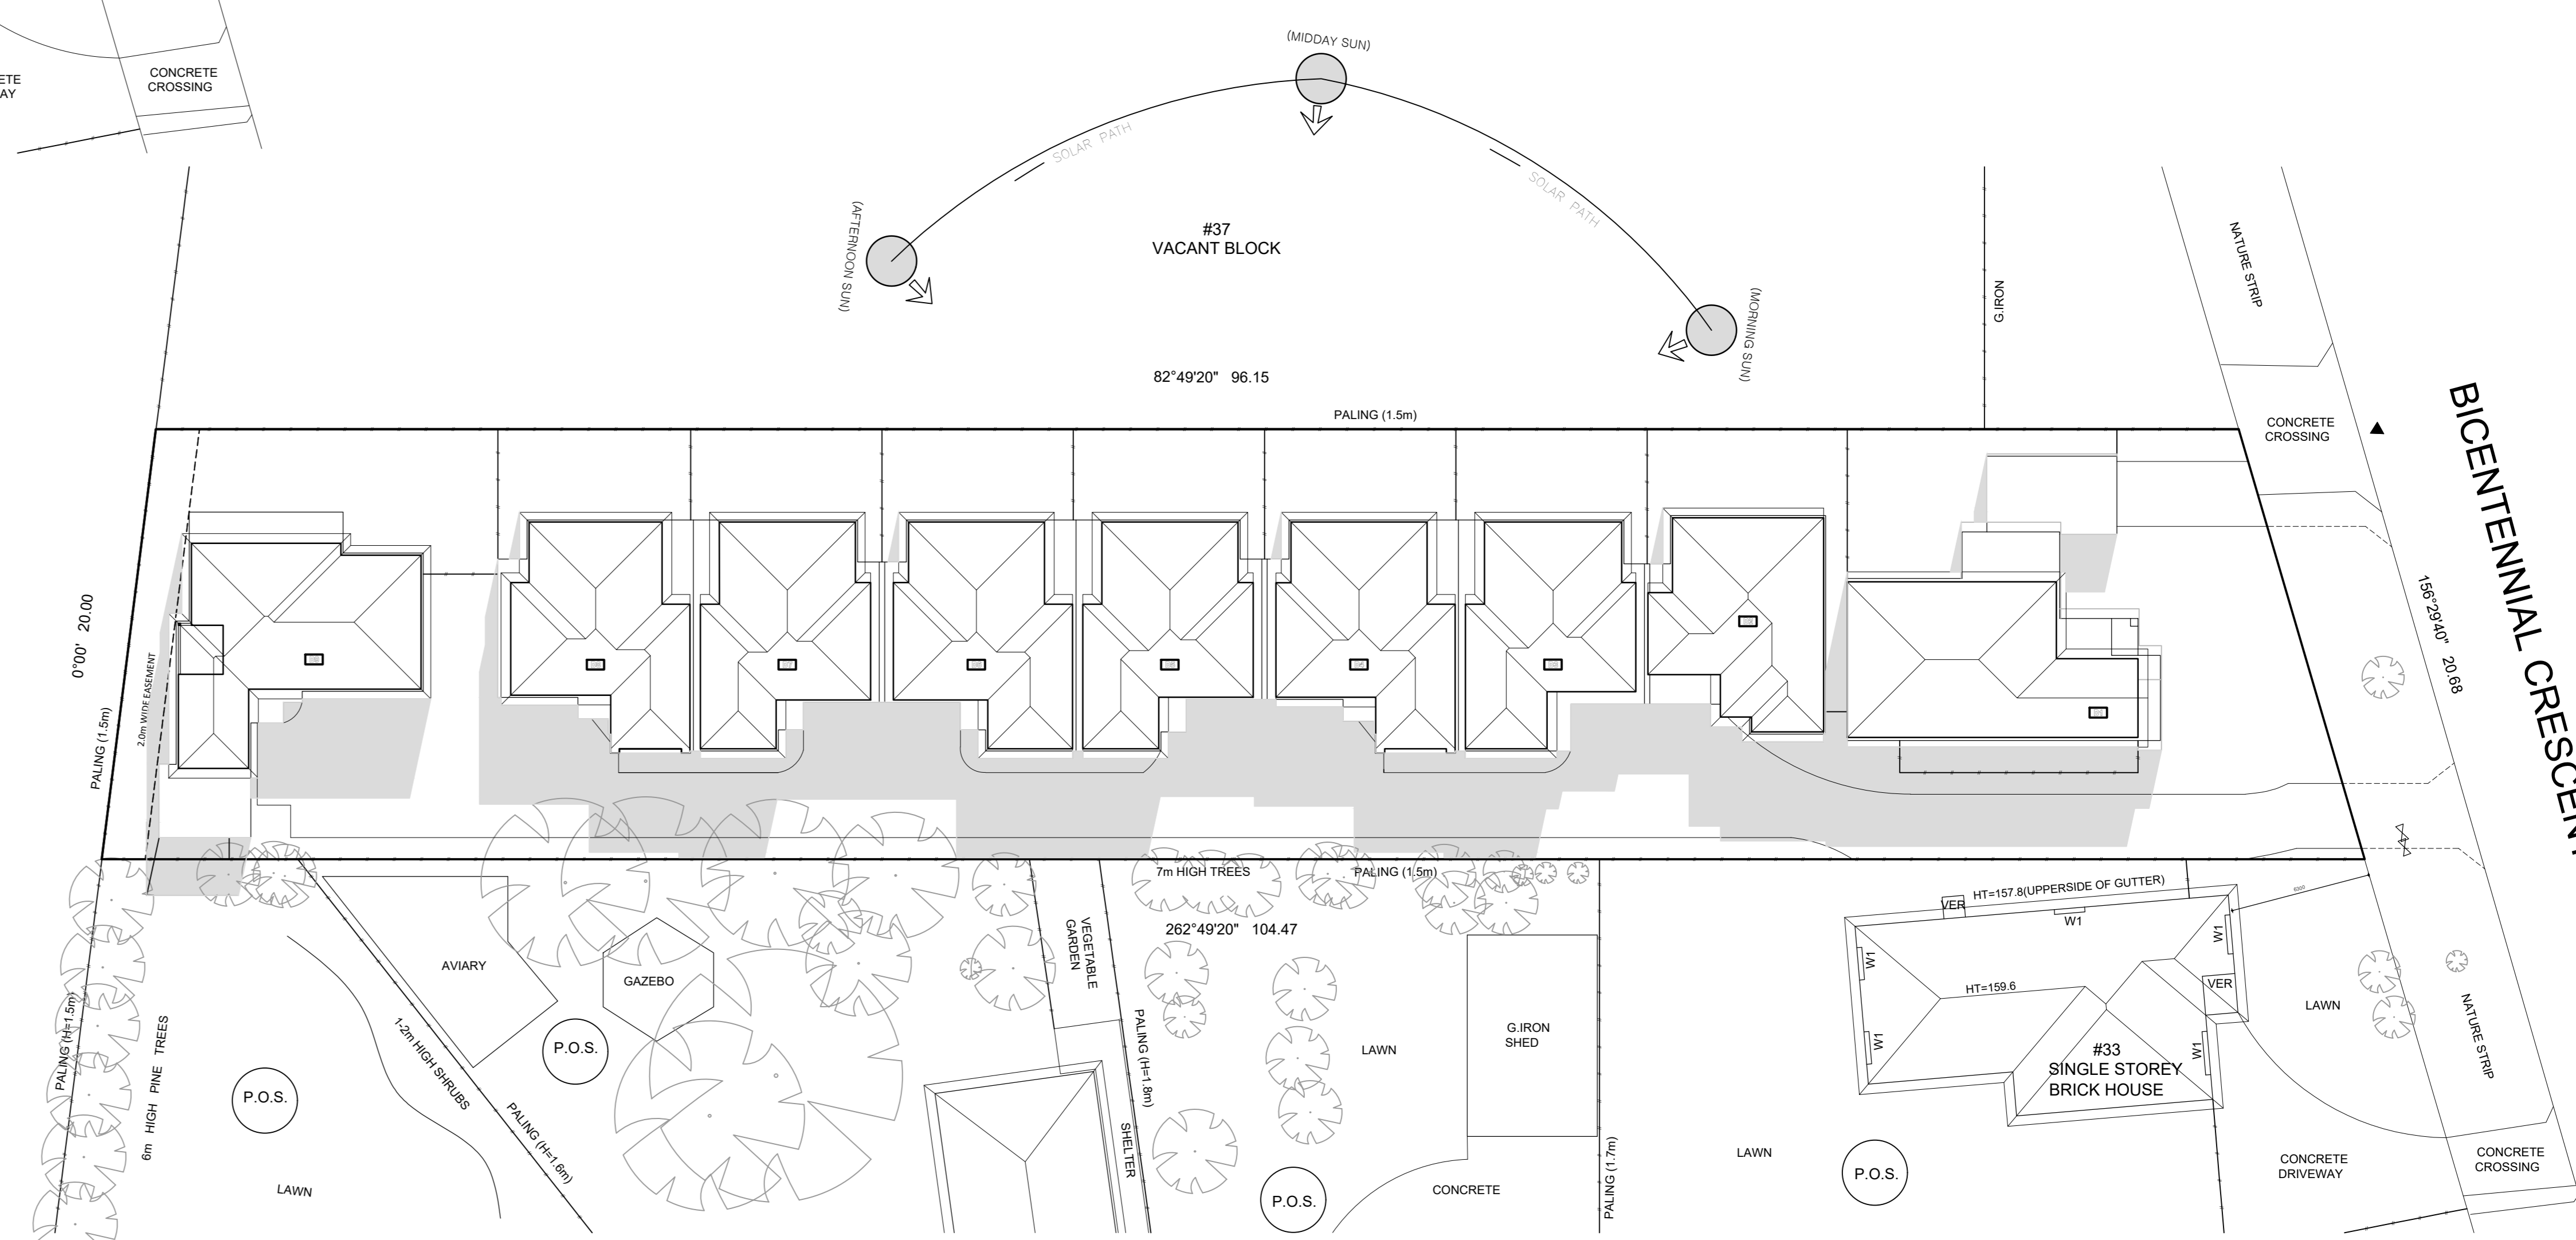 (MIDDAY SUN)
CONCRETE
CROSSING
ETE
AY
SOLAR PATH
SOLAR PATH
(AFTERNOON SUN)
#37
VACANT BLOCK
(MORNING SUN)
G.IRON
NATURE STRIP
82°49'20" 96.15
PALING (1.5m)
CONCRETE
CROSSING
BICENTENNIAL CRESCENT
0°00' 20.00
2.0m WIDE EASEMENT
PALING (1.5m)
156°29'40" 20.68
7m HIGH TREES
PALING (1.5m)
262°49'20" 104.47
HT=157.8(UPPERSIDE OF GUTTER)
6300
VER
W1
W1
W1
W1
W1
VER
HT=159.6
#33
SINGLE STOREY
BRICK HOUSE
LAWN
NATURE STRIP
AVIARY
GAZEBO
VEGETABLE
GARDEN
PALING (H=1.5m)
6m HIGH PINE TREES
P.O.S.
1-2m HIGH SHRUBS
PALING (H=1.6m)
P.O.S.
LAWN
PALING (H=1.8m)
SHELTER
LAWN
G.IRON
SHED
P.O.S.
CONCRETE
PALING (1.7m)
LAWN
P.O.S.
CONCRETE
DRIVEWAY
CONCRETE
CROSSING